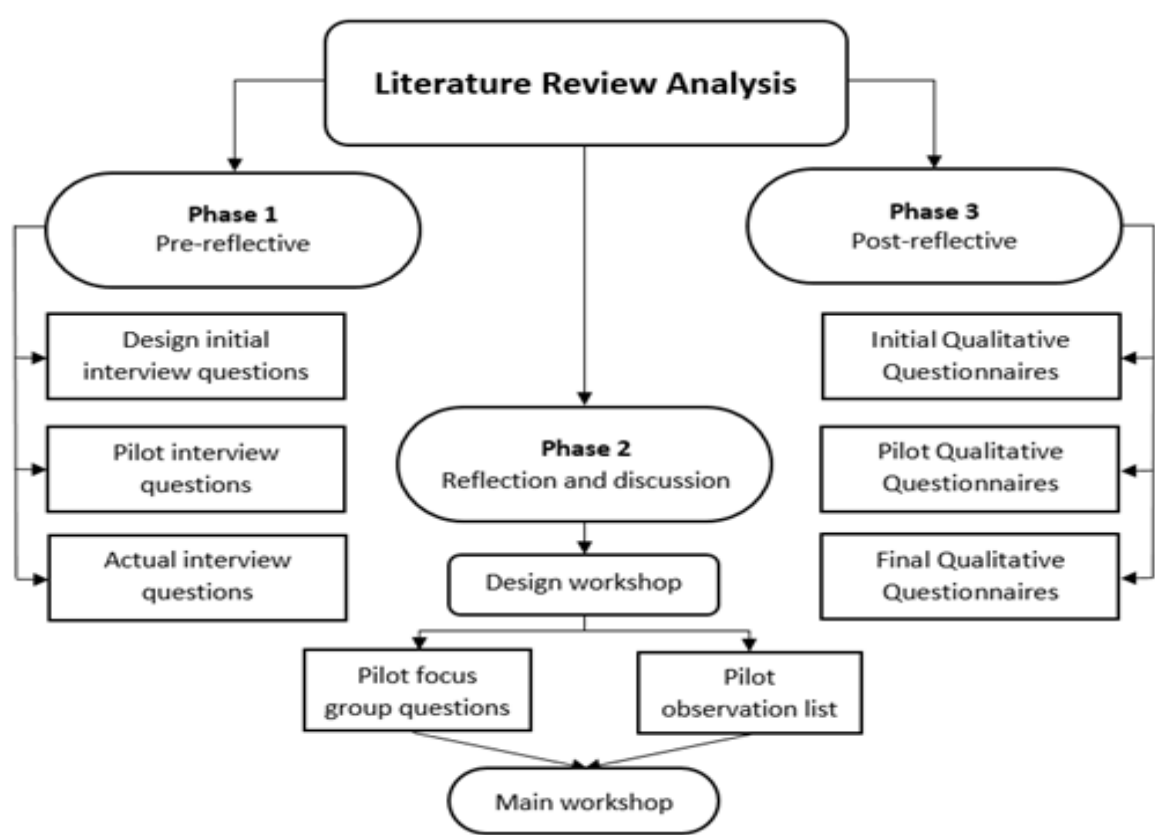 Literature Review Analysis
Phase 1
Pre-reflective
Design initial
interview questions
Pilot interview
questions
Actual interview
questions
Phase 2
Reflection and discussion
Design workshop
Pilot focus
group questions
Pilot
observation list
Main workshop
Phase 3
Post-reflective
Initial Qualitative
Questionnaires
Pilot Qualitative
Questionnaires
Final Qualitative
Questionnaires